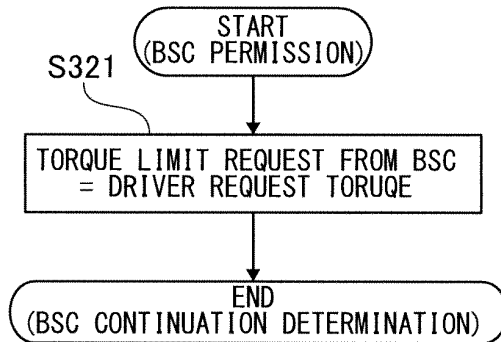 START
(BSC PERMISSION)
S321
TORQUE LIMIT REQUEST FROM BSC
= DRIVER REQUEST TORUQE
END
(BSC CONTINUATION DETERMINATION)